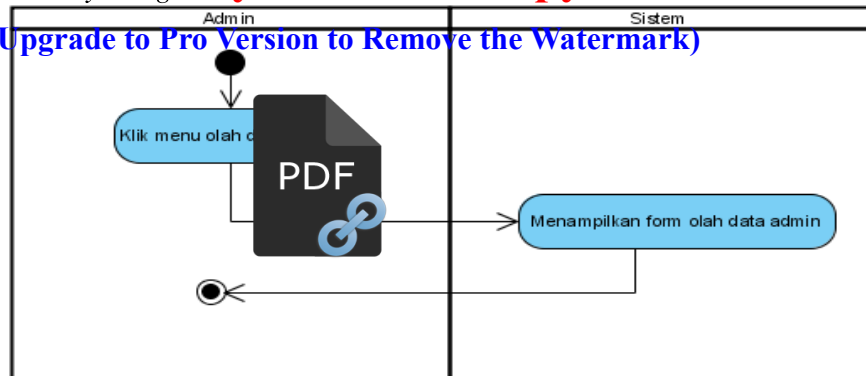 Admin
Sistem
Upgrade to Pro Version to Remove the Watermark)
Klik menu olah
PDF
Menampilkan form olah data admin